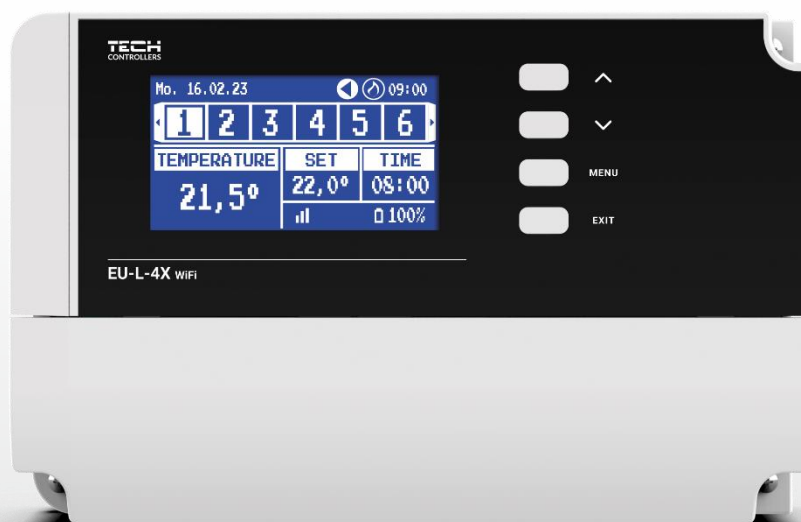 TECH
CONTROLLERS
Mo. 16.02.23 09:00
1 2 3 4 5 6
TEMPERATURE SET TIME
21,5° 22,0° 08:00
100%
MENU
EXIT
EU-L-4X WiFi